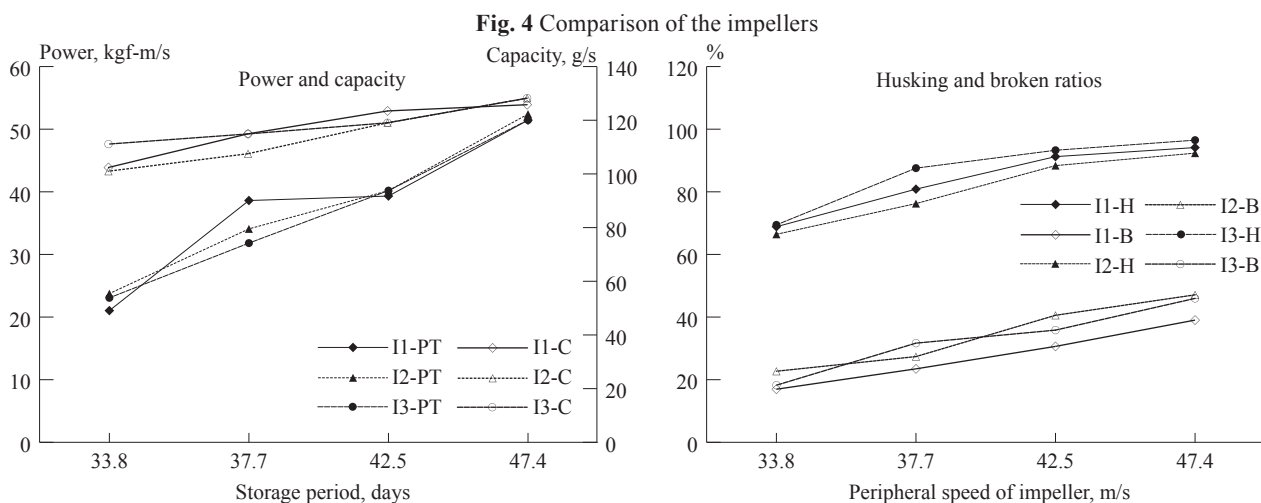 Fig. 4 Comparison of the impellers
Power, kgf-m/s
Capacity, g/s
Power and capacity
60
50
40
30
20
10
0
140
120
100
80
60
40
20
0
I1-PT
I2-PT
I3-PT
I1-C
I2-C
I3-C
33.8 37.7 42.5 47.4
Storage period, days
%
Husking and broken ratios
120
100
80
60
40
20
0
I1-H
I1-B
I2-H
I2-B
I3-H
I3-B
33.8 37.7 42.5 47.4
Peripheral speed of impeller, m/s